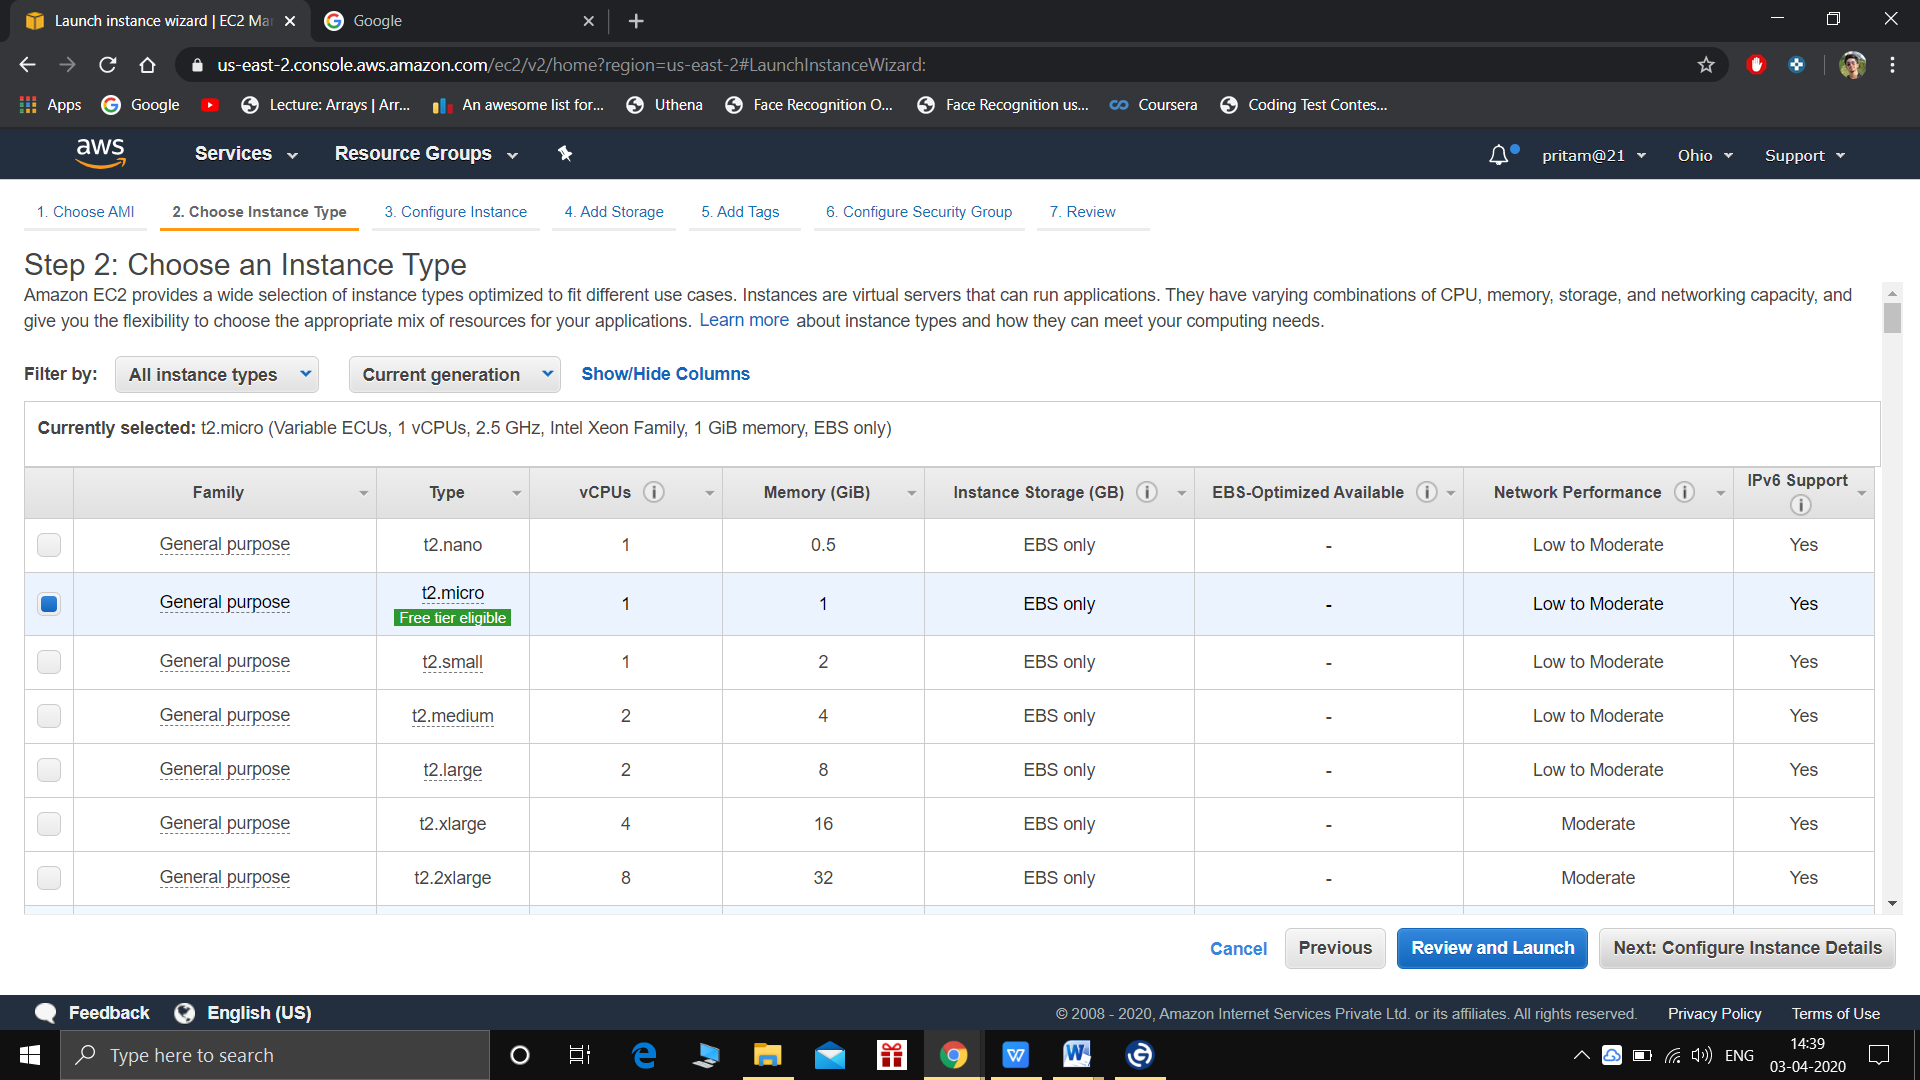 Launch instance wizard | EC2 Mar
Google
us-east-2.console.aws.amazon.com/ec2/v2/home?region=us-east-2#LaunchInstanceWizard:
Apps Google Lecture: Arrays | Arr... An awesome list for... Uthena Face Recognition O... Face Recognition us... Coursera Coding Test Contes...
aws Services Resource Groups pritam@21 Ohio Support
1. Choose AMI 2. Choose Instance Type 3. Configure Instance 4. Add Storage 5. Add Tags 6. Configure Security Group 7. Review
Step 2: Choose an Instance Type
Amazon EC2 provides a wide selection of instance types optimized to fit different use cases. Instances are virtual servers that can run applications. They have varying combinations of CPU, memory, storage, and networking capacity, and
give you the flexibility to choose the appropriate mix of resources for your applications. Learn more about instance types and how they can meet your computing needs.
Filter by: All instance types Current generation Show/Hide Columns
Currently selected: t2.micro (Variable ECUs, 1 vCPUs, 2.5 GHz, Intel Xeon Family, 1 GiB memory, EBS only)
Family Type vCPUs i Memory (GiB) Instance Storage (GB) i EBS-Optimized Available i Network Performance i IPv6 Support i
General purpose t2.nano 1 0.5 EBS only - Low to Moderate Yes
General purpose t2.micro Free tier eligible 1 1 EBS only - Low to Moderate Yes
General purpose t2.small 1 2 EBS only - Low to Moderate Yes
General purpose t2.medium 2 4 EBS only - Low to Moderate Yes
General purpose t2.large 2 8 EBS only - Low to Moderate Yes
General purpose t2.xlarge 4 16 EBS only - Moderate Yes
General purpose t2.2xlarge 8 32 EBS only - Moderate Yes
Cancel Previous Review and Launch Next: Configure Instance Details
Feedback English (US) © 2008 - 2020, Amazon Internet Services Private Ltd. or its affiliates. All rights reserved. Privacy Policy Terms of Use
Type here to search ENG 14:39
03-04-2020